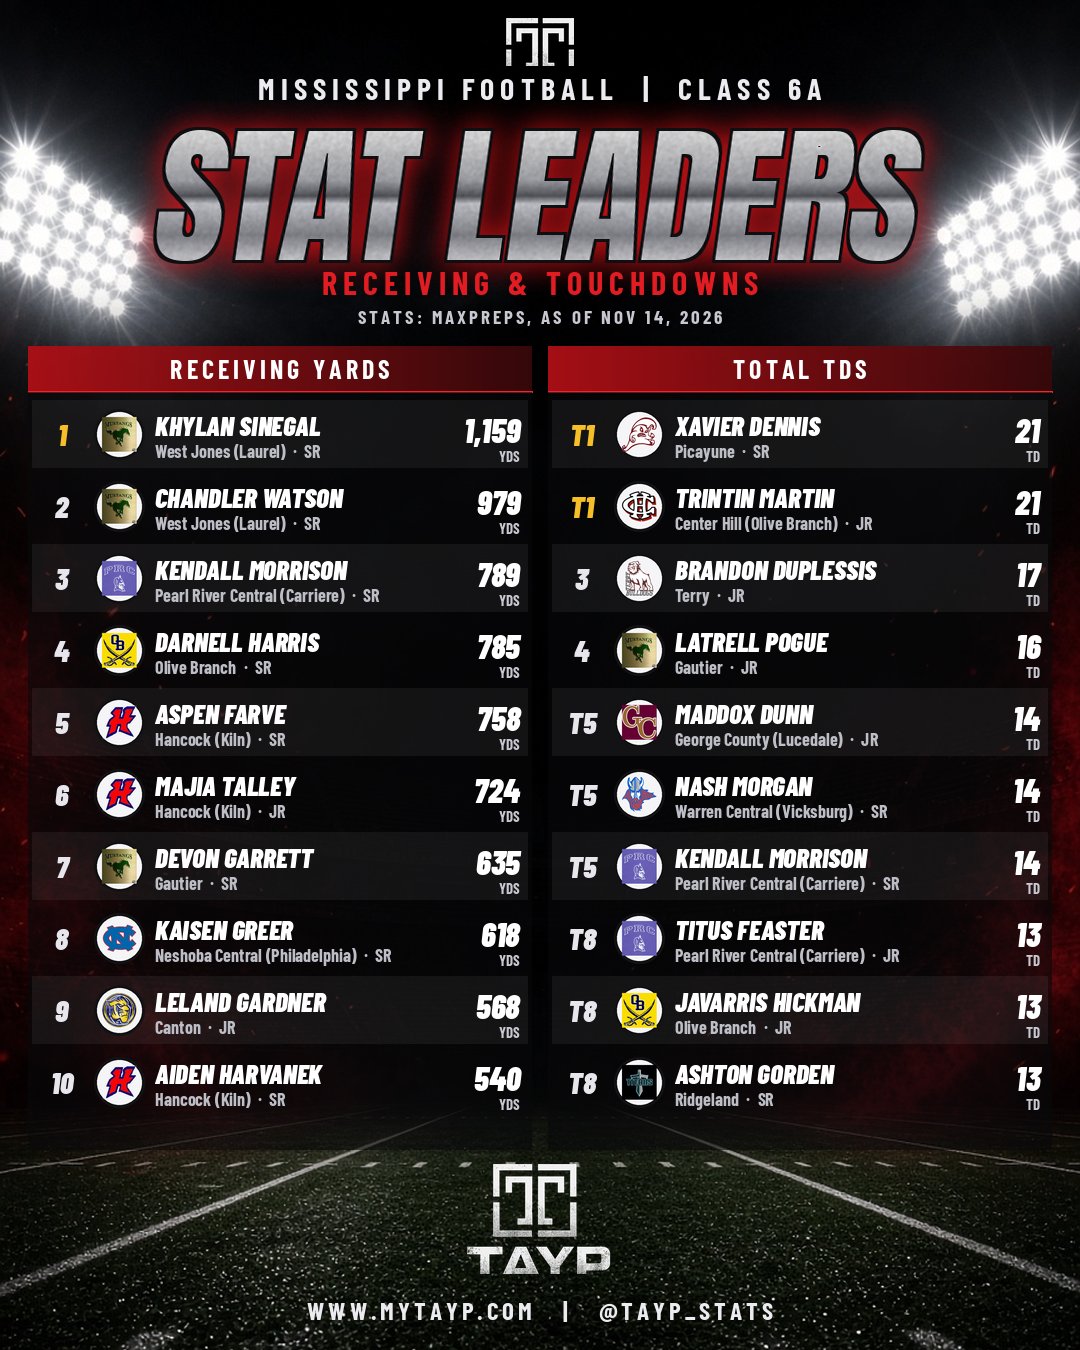 MISSISSIPPI FOOTBALL | CLASS 6A
STAT LEADERS
RECEIVING & TOUCHDOWNS
STATS: MAXPREPS, AS OF NOV 14, 2026
RECEIVING YARDS
1 KHYLAN SINEGAL 1,159
West Jones (Laurel) · SR YDS
2 CHANDLER WATSON 979
West Jones (Laurel) · SR YDS
3 KENDALL MORRISON 789
Pearl River Central (Carriere) · SR YDS
4 DARNELL HARRIS 785
Olive Branch · SR YDS
5 ASPEN FARVE 758
Hancock (Kiln) · SR YDS
6 MAJIA TALLEY 724
Hancock (Kiln) · JR YDS
7 DEVON GARRETT 635
Gautier · SR YDS
8 KAISEN GREER 618
Neshoba Central (Philadelphia) · SR YDS
9 LELAND GARDNER 568
Canton · JR YDS
10 AIDEN HARVANEK 540
Hancock (Kiln) · SR YDS
TOTAL TDS
T1 XAVIER DENNIS 21
Picayune · SR TD
T1 TRINTIN MARTIN 21
Center Hill (Olive Branch) · JR TD
3 BRANDON DUPLESSIS 17
Terry · JR TD
4 LATRELL POGUE 16
Gautier · JR TD
T5 MADDOX DUNN 14
George County (Lucedale) · JR TD
T5 NASH MORGAN 14
Warren Central (Vicksburg) · SR TD
T5 KENDALL MORRISON 14
Pearl River Central (Carriere) · SR TD
T8 TITUS FEASTER 13
Pearl River Central (Carriere) · JR TD
T8 JAVARRIS HICKMAN 13
Olive Branch · JR TD
T8 ASHTON GORDEN 13
Ridgeland · SR TD
TAYP
WWW.MYTAYP.COM | @TAYP_STATS